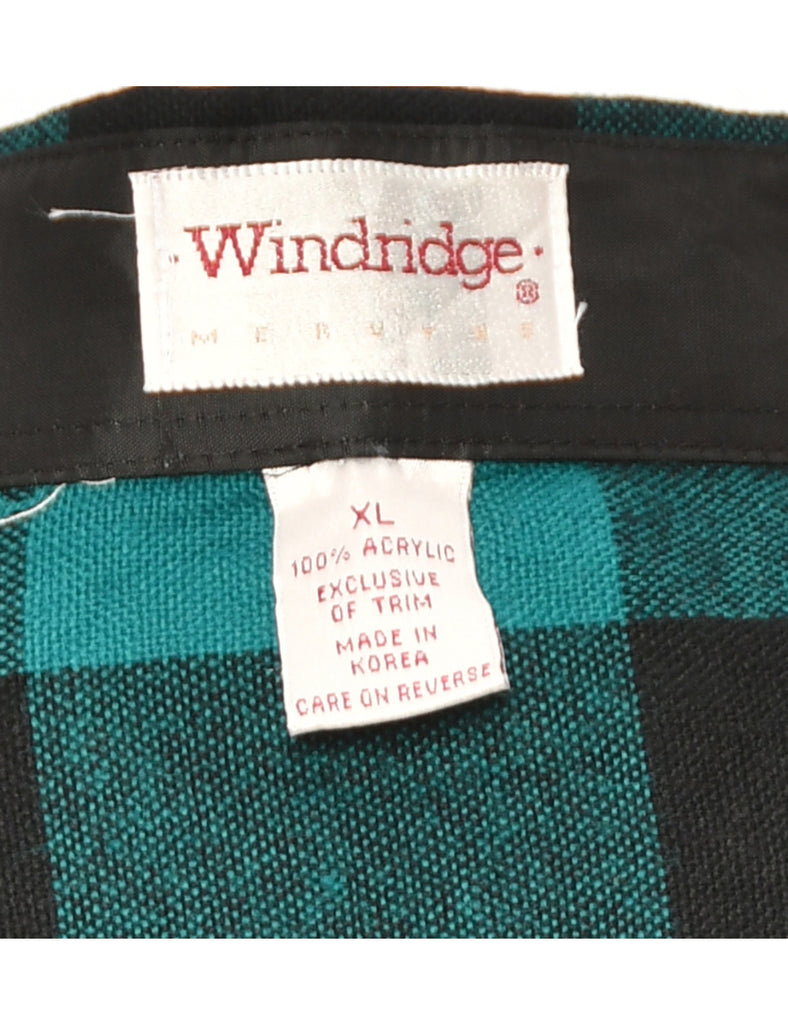 · Windridge ·
®
XL
100% ACRYLIC
EXCLUSIVE
OF TRIM
MADE IN
KOREA
CARE ON REVERSE